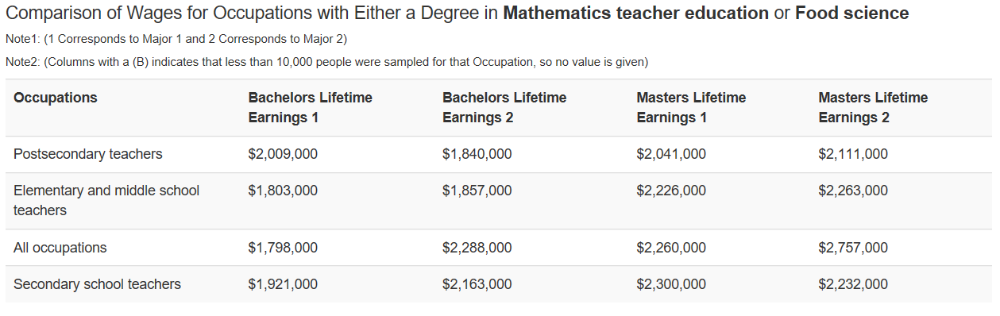 Comparison of Wages for Occupations with Either a Degree in Mathematics teacher education or Food science
Note1: (1 Corresponds to Major 1 and 2 Corresponds to Major 2)
Note2: (Columns with a (B) indicates that less than 10,000 people were sampled for that Occupation, so no value is given)
Occupations Bachelors Lifetime Earnings 1 Bachelors Lifetime Earnings 2 Masters Lifetime Earnings 1 Masters Lifetime Earnings 2
Postsecondary teachers $2,009,000 $1,840,000 $2,041,000 $2,111,000
Elementary and middle school teachers $1,803,000 $1,857,000 $2,226,000 $2,263,000
All occupations $1,798,000 $2,288,000 $2,260,000 $2,757,000
Secondary school teachers $1,921,000 $2,163,000 $2,300,000 $2,232,000